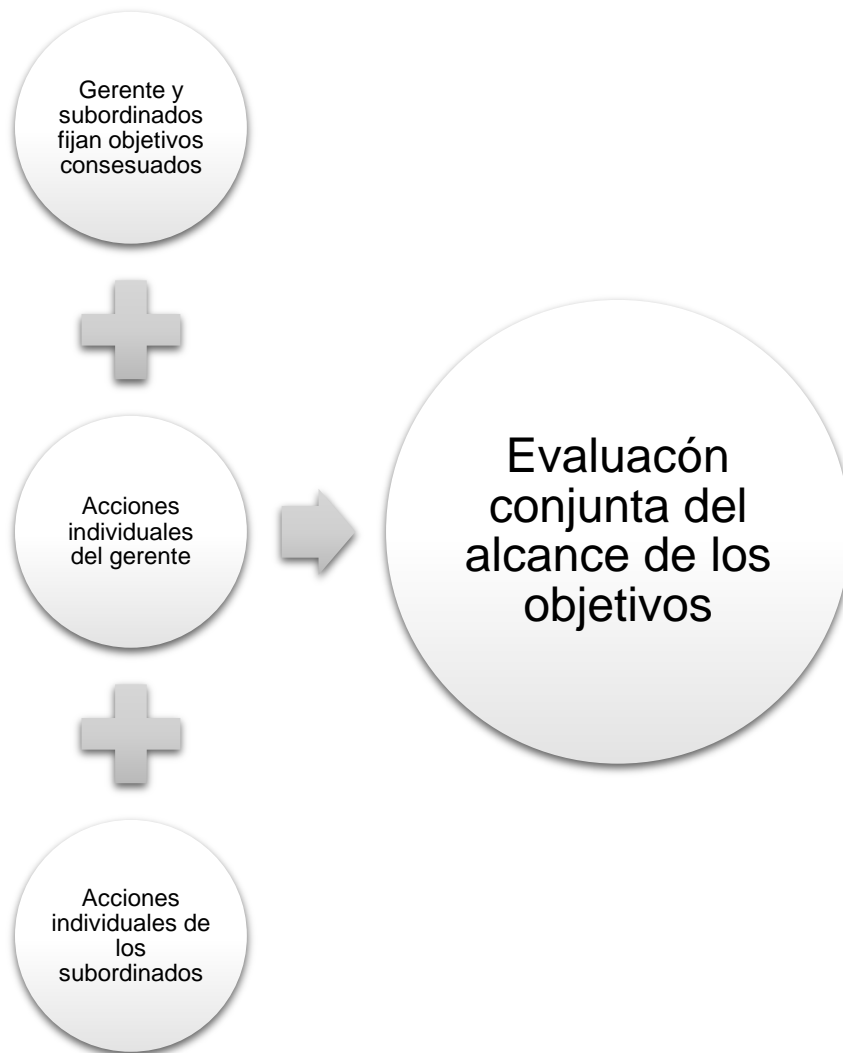 Gerente y
subordinados
fijan objetivos
consesuados
Acciones
individuales
del gerente
Acciones
individuales de
los
subordinados
Evaluacón
conjunta del
alcance de los
objetivos